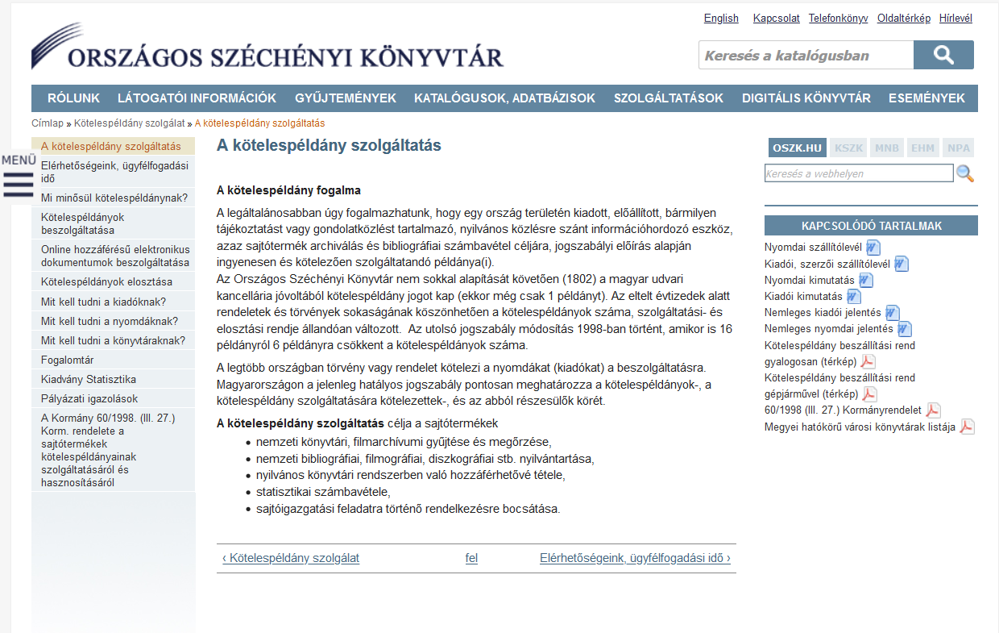 English Kapcsolat Telefonkönyv Oldaltérkép Hírlevél
ORSZÁGOS SZÉCHÉNYI KÖNYVTÁR
Keresés a katalógusban
RÓLUNK LÁTOGATÓI INFORMÁCIÓK GYŰJTEMÉNYEK KATALÓGUSOK, ADATBÁZISOK SZOLGÁLTATÁSOK DIGITÁLIS KÖNYVTÁR ESEMÉNYEK
Címlap » Kötelespéldány szolgálat » A kötelespéldány szolgáltatás
MENÜ
A kötelespéldány szolgáltatás
Elérhetőségeink, ügyfélfogadási
idő
Mi minősül kötelespéldánynak?
Kötelespéldányok
beszolgáltatása
Online hozzáférésű elektronikus
dokumentumok beszolgáltatása
Kötelespéldányok elosztása
Mit kell tudni a kiadóknak?
Mit kell tudni a nyomdáknak?
Mit kell tudni a könyvtáraknak?
Fogalomtár
Kiadvány Statisztika
Pályázati igazolások
A Kormány 60/1998. (III. 27.)
Korm. rendelete a
sajtótermékek
kötelespéldányainak
szolgáltatásáról és
hasznosításáról
A kötelespéldány szolgáltatás
A kötelespéldány fogalma
A legáltalánosabban úgy fogalmazhatunk, hogy egy ország területén kiadott, előállított, bármilyen
tájékoztatást vagy gondolatközlést tartalmazó, nyilvános közlésre szánt információhordozó eszköz,
azaz sajtótermék archiválás és bibliográfiai számbavétel céljára, jogszabályi előírás alapján
ingyenesen és kötelezően szolgáltatandó példánya(i).
Az Országos Széchényi Könyvtár nem sokkal alapítását követően (1802) a magyar udvari
kancellária jóvoltából kötelespéldány jogot kap (ekkor még csak 1 példányt). Az eltelt évtizedek alatt
rendeletek és törvények sokaságának köszönhetően a kötelespéldányok száma, szolgáltatási- és
elosztási rendje állandóan változott.  Az utolsó jogszabály módosítás 1998-ban történt, amikor is 16
példányról 6 példányra csökkent a kötelespéldányok száma.
A legtöbb országban törvény vagy rendelet kötelezi a nyomdákat (kiadókat) a beszolgáltatásra.
Magyarországon a jelenleg hatályos jogszabály pontosan meghatározza a kötelespéldányok-, a
kötelespéldány szolgáltatására kötelezettek-, és az abból részesülők körét.
A kötelespéldány szolgáltatás célja a sajtótermékek
• nemzeti könyvtári, filmarchívumi gyűjtése és megőrzése,
• nemzeti bibliográfiai, filmográfiai, diszkográfiai stb. nyilvántartása,
• nyilvános könyvtári rendszerben való hozzáférhetővé tétele,
• statisztikai számbavétele,
• sajtóigazgatási feladatra történő rendelkezésre bocsátása.
‹ Kötelespéldány szolgálat fel Elérhetőségeink, ügyfélfogadási idő ›
OSZK.HU KSZK MNB EHM NPA
Keresés a webhelyen
KAPCSOLÓDÓ TARTALMAK
Nyomdai szállítólevél
Kiadói, szerzői szállítólevél
Nyomdai kimutatás
Kiadói kimutatás
Nemleges kiadói jelentés
Nemleges nyomdai jelentés
Kötelespéldány beszállítási rend
gyalogosan (térkép)
Kötelespéldány beszállítási rend
gépjárművel (térkép)
60/1998 (III. 27.) Kormányrendelet
Megyei hatókörű városi könyvtárak listája